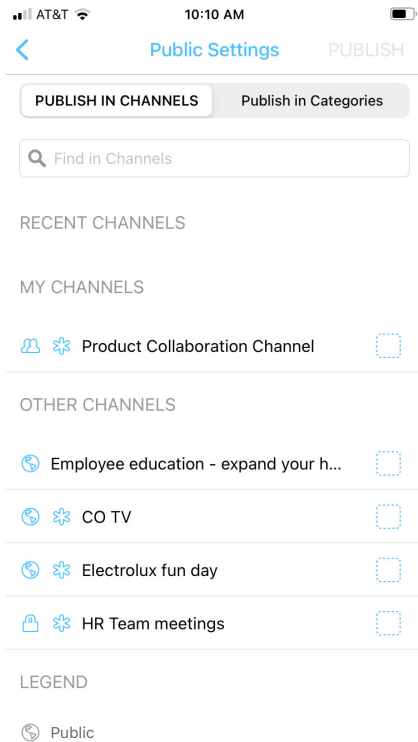 AT&T 10:10 AM
Public Settings PUBLISH
PUBLISH IN CHANNELS Publish in Categories
Find in Channels
RECENT CHANNELS
MY CHANNELS
Product Collaboration Channel
OTHER CHANNELS
Employee education - expand your h...
CO TV
Electrolux fun day
HR Team meetings
LEGEND
Public